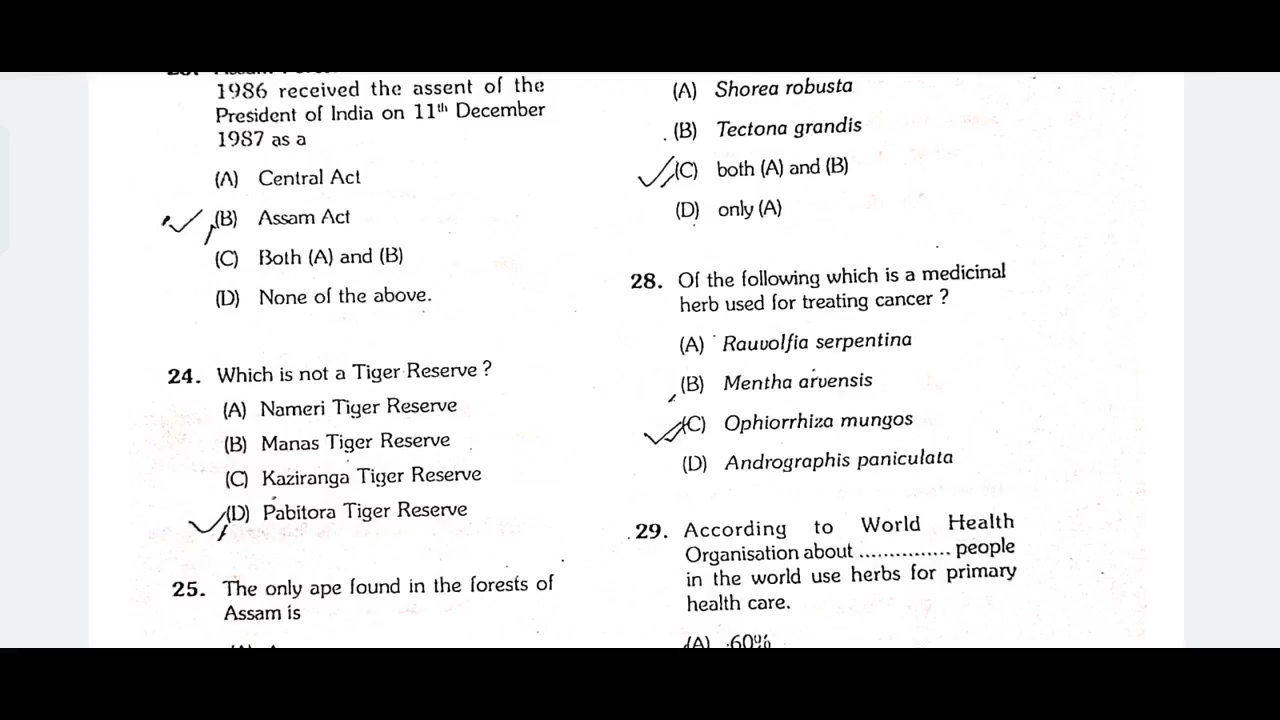 1986 received the assent of the
President of India on 11th December
1987 as a
(A) Central Act
(B) Assam Act
(C) Both (A) and (B)
(D) None of the above.
24. Which is not a Tiger Reserve ?
(A) Nameri Tiger Reserve
(B) Manas Tiger Reserve
(C) Kaziranga Tiger Reserve
(D) Pabitora Tiger Reserve
25. The only ape found in the forests of
Assam is
(A) Shorea robusta
(B) Tectona grandis
(C) both (A) and (B)
(D) only (A)
28. Of the following which is a medicinal
herb used for treating cancer ?
(A) Rauvolfia serpentina
(B) Mentha arvensis
(C) Ophiorrhiza mungos
(D) Andrographis paniculata
29. According to World Health
Organisation about ............... people
in the world use herbs for primary
health care.
(A) 60%